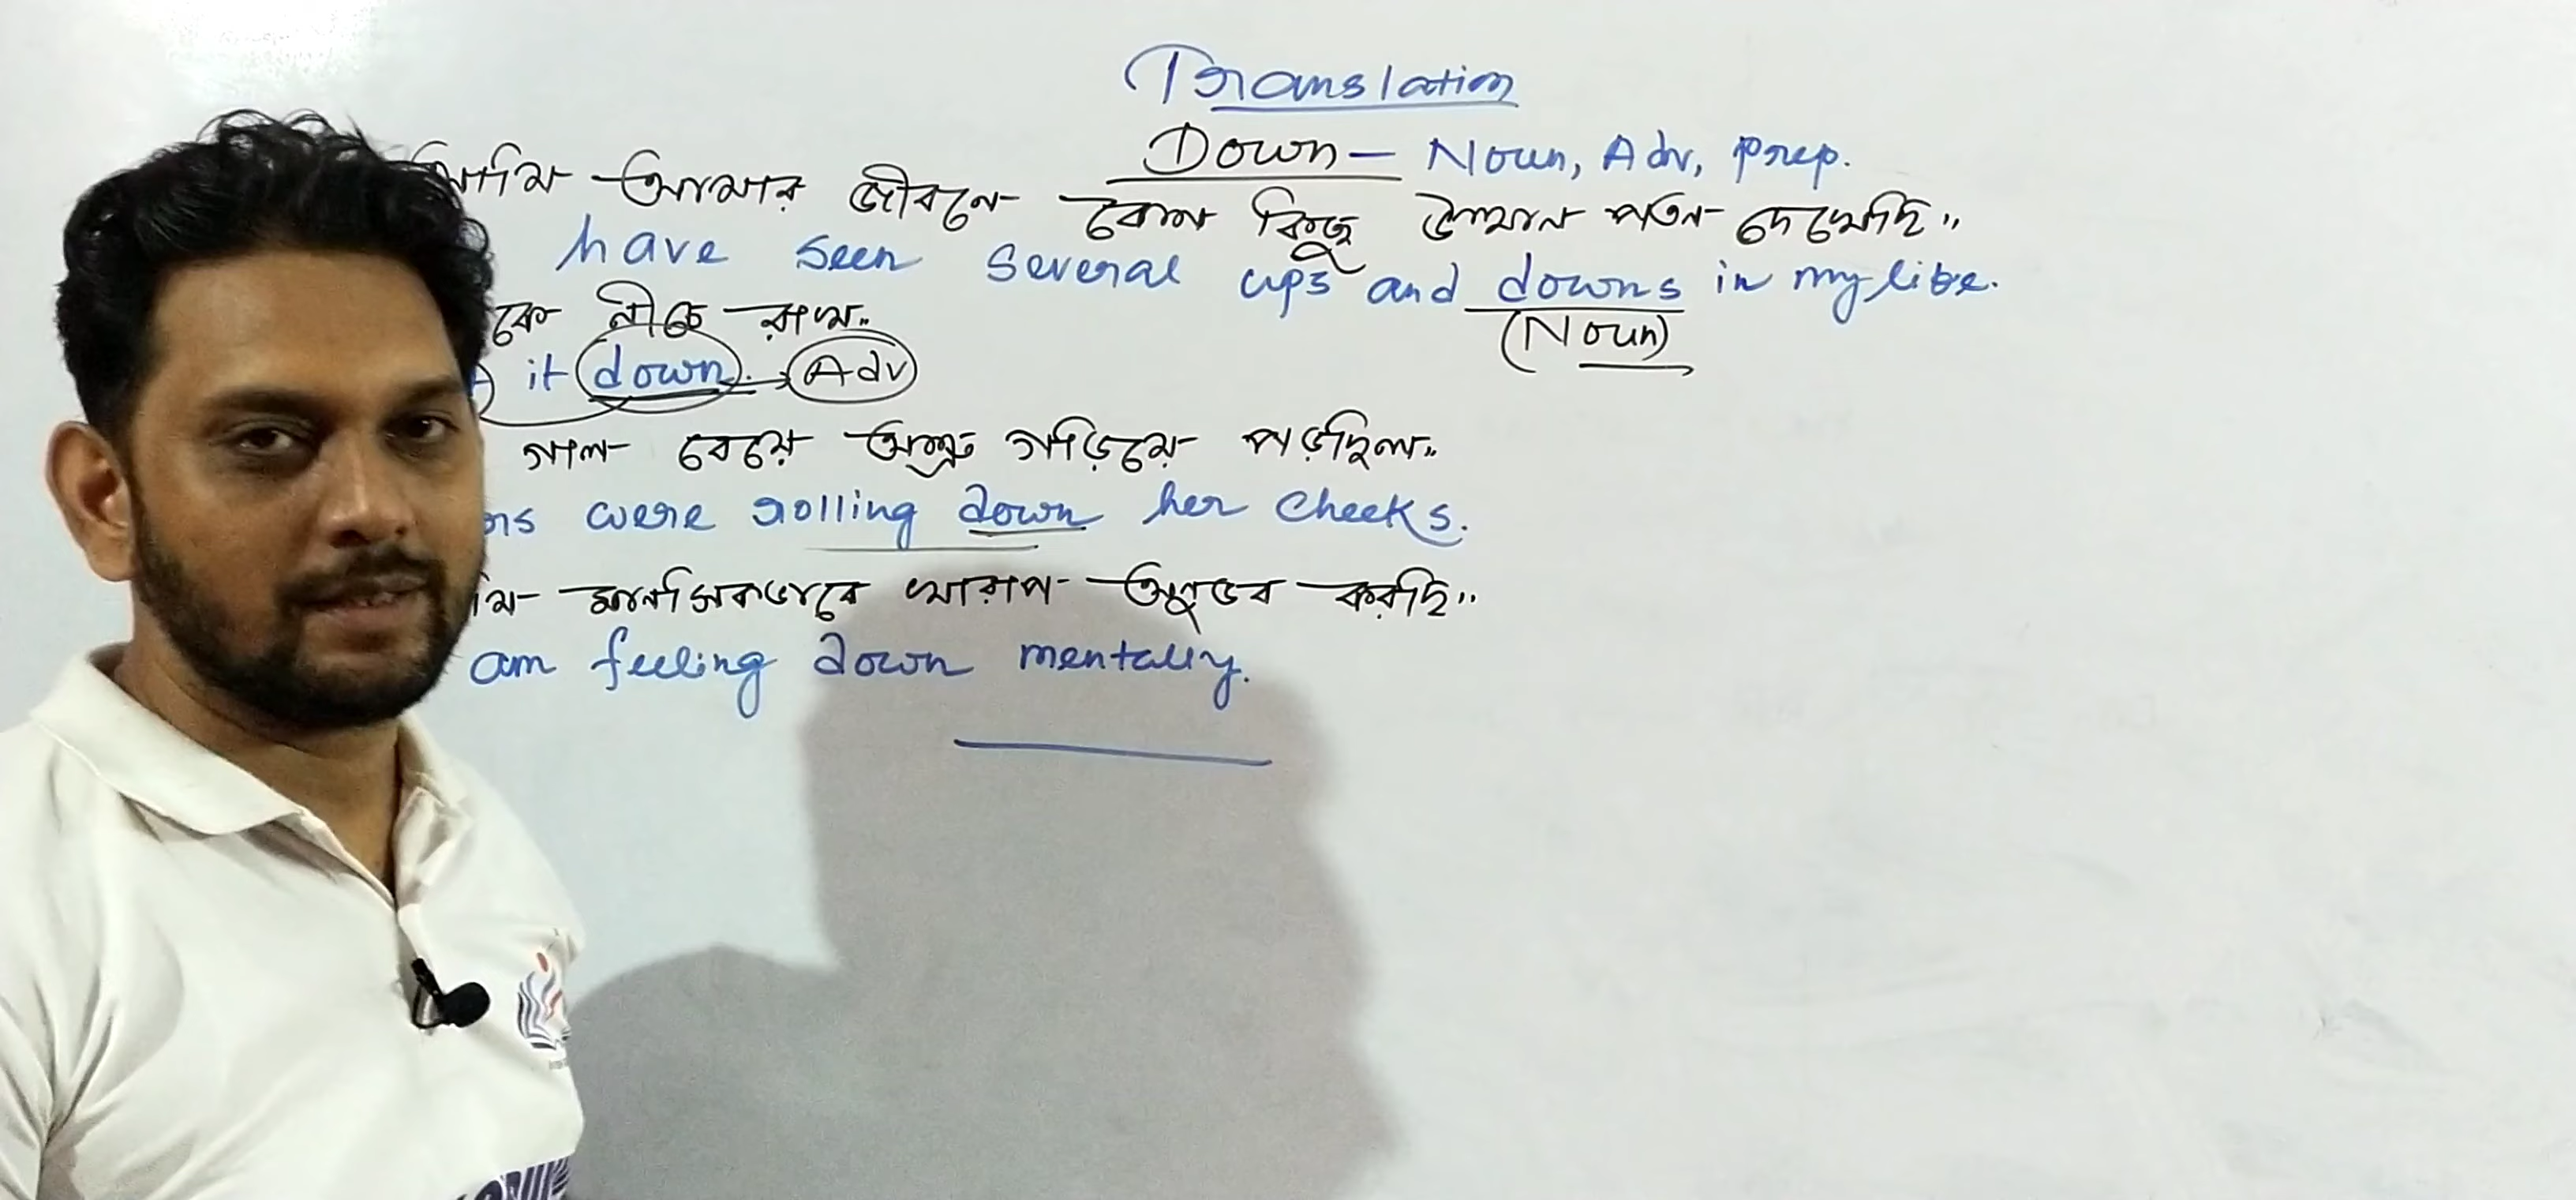 Translation
Down - Noun, Adv, prep.
আমি আমার জীবনে বেশ কিছু উত্থান পতন দেখেছি।
have seen several ups and downs in my life.
(Noun)
কে নীচে রাখ।
it down. → Adv
গাল বেয়ে অশ্রু গড়িয়ে পড়ছিল।
rs were rolling down her cheeks.
মি মানসিকভাবে খারাপ অনুভব করছি।
am feeling down mentally.